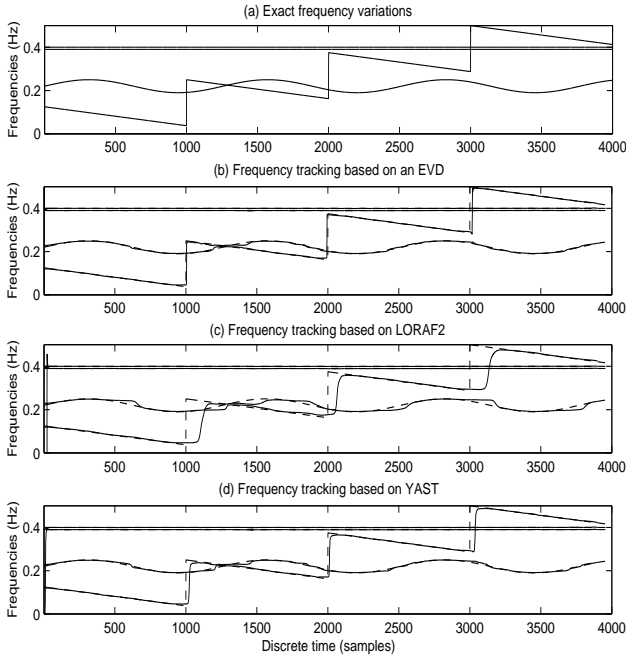 (a) Exact frequency variations
Frequencies (Hz)
0.4
0.2
0
500 1000 1500 2000 2500 3000 3500 4000
(b) Frequency tracking based on an EVD
Frequencies (Hz)
0.4
0.2
0
500 1000 1500 2000 2500 3000 3500 4000
(c) Frequency tracking based on LORAF2
Frequencies (Hz)
0.4
0.2
0
500 1000 1500 2000 2500 3000 3500 4000
(d) Frequency tracking based on YAST
Frequencies (Hz)
0.4
0.2
0
500 1000 1500 2000 2500 3000 3500 4000
Discrete time (samples)